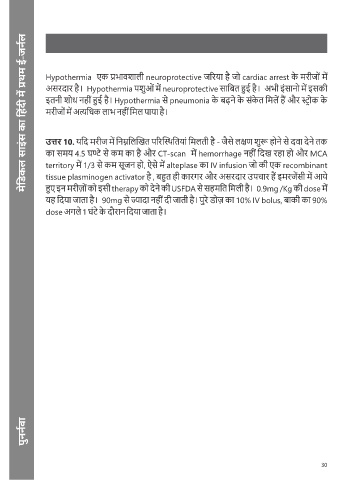 मेडिकल साइंस का हिंदी में प्रथम ई-जर्नल
Hypothermia एक प्रभावशाली neuroprotective जरिया है जो cardiac arrest के मरीजों में
असरदार है। Hypothermia पशुओं में neuroprotective साबित हुई है। अभी इंसानो में इसकी
इतनी शोध नहीं हुई है। Hypothermia से pneumonia के बढ़ने के संकेत मिलें हैं और स्ट्रोक के
मरीजों में अत्यधिक लाभ नहीं मिल पाया है।
उत्तर 10. यदि मरीज में निम्नलिखित परिस्थितियां मिलती है - जैसे लक्षण शुरू होने से दवा देने तक
का समय 4.5 घण्टे से कम का है और CT-scan में hemorrhage नहीं दिख रहा हो और MCA
territory में 1/3 से कम सूजन हो, ऐसे में alteplase का IV infusion जो की एक recombinant
tissue plasminogen activator है , बहुत ही कारगर और असरदार उपचार हैं इमरजेंसी में आये
हुए इन मरीज़ों को इसी therapy को देने की USFDA से सहमति मिली है। 0.9mg /Kg की dose में
यह दिया जाता है। 90mg से ज्यादा नहीं दी जाती है। पुरे डोज़ का 10% IV bolus, बाकी का 90%
dose अगले 1 घंटे के दौरान दिया जाता है।
पुनर्नवा
30